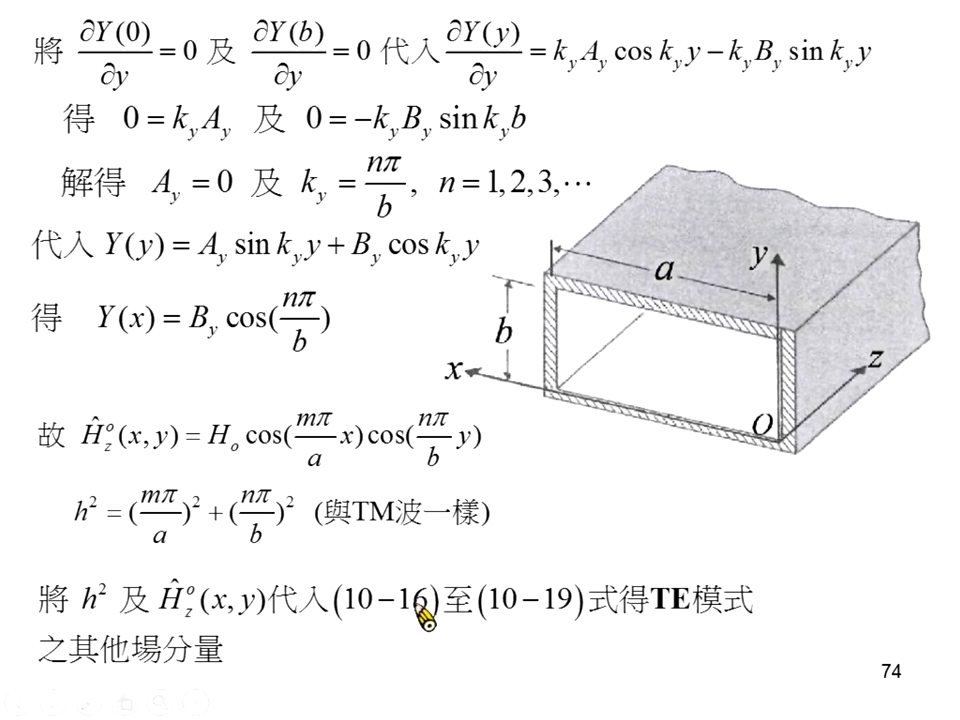 將 ∂Y(0)/∂y = 0 及 ∂Y(b)/∂y = 0 代入 ∂Y(y)/∂y = k_y A_y cos k_y y − k_y B_y sin k_y y
得 0 = k_y A_y 及 0 = −k_y B_y sin k_y b
解得 A_y = 0 及 k_y = nπ/b, n = 1, 2, 3, ⋯
代入 Y(y) = A_y sin k_y y + B_y cos k_y y
得 Y(x) = B_y cos(nπ/b)
a
y
b
x
z
O
故 Ĥ_z^o(x, y) = H_o cos(mπ/a x) cos(nπ/b y)
h² = (mπ/a)² + (nπ/b)² (與TM波一樣)
將 h² 及 Ĥ_z^o(x, y)代入(10−16)至(10−19)式得TE模式
之其他場分量
74